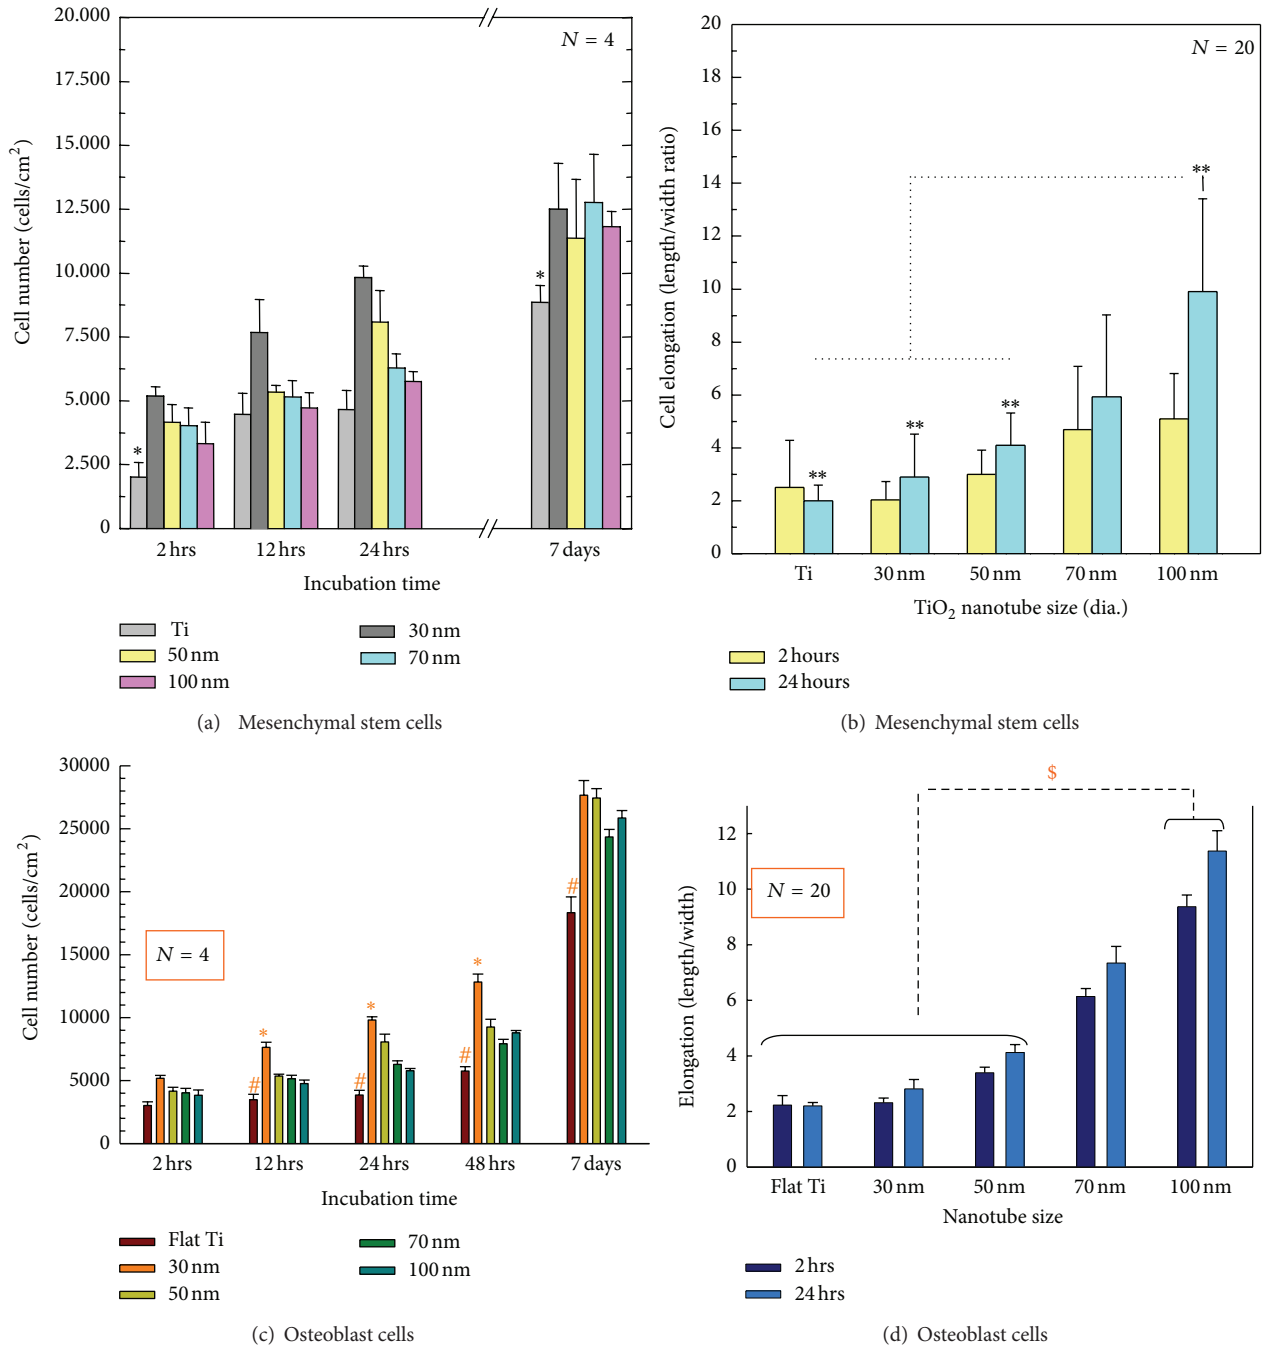 20.000
17.500
15.000
12.500
10.000
7.500
5.000
2.500
0
Cell number (cells/cm²)
N = 4
*
*
2 hrs 12 hrs 24 hrs 7 days
Incubation time
Ti 30 nm
50 nm 70 nm
100 nm
(a) Mesenchymal stem cells
20
18
16
14
12
10
8
6
4
2
0
Cell elongation (length/width ratio)
N = 20
**
**
**
**
Ti 30 nm 50 nm 70 nm 100 nm
TiO₂ nanotube size (dia.)
2 hours
24 hours
(b) Mesenchymal stem cells
30000
25000
20000
15000
10000
5000
0
Cell number (cells/cm²)
N = 4
# * # * # * #
2 hrs 12 hrs 24 hrs 48 hrs 7 days
Incubation time
Flat Ti 70 nm
30 nm 100 nm
50 nm
(c) Osteoblast cells
$
12
10
8
6
4
2
0
Elongation (length/width)
N = 20
Flat Ti 30 nm 50 nm 70 nm 100 nm
Nanotube size
2 hrs
24 hrs
(d) Osteoblast cells